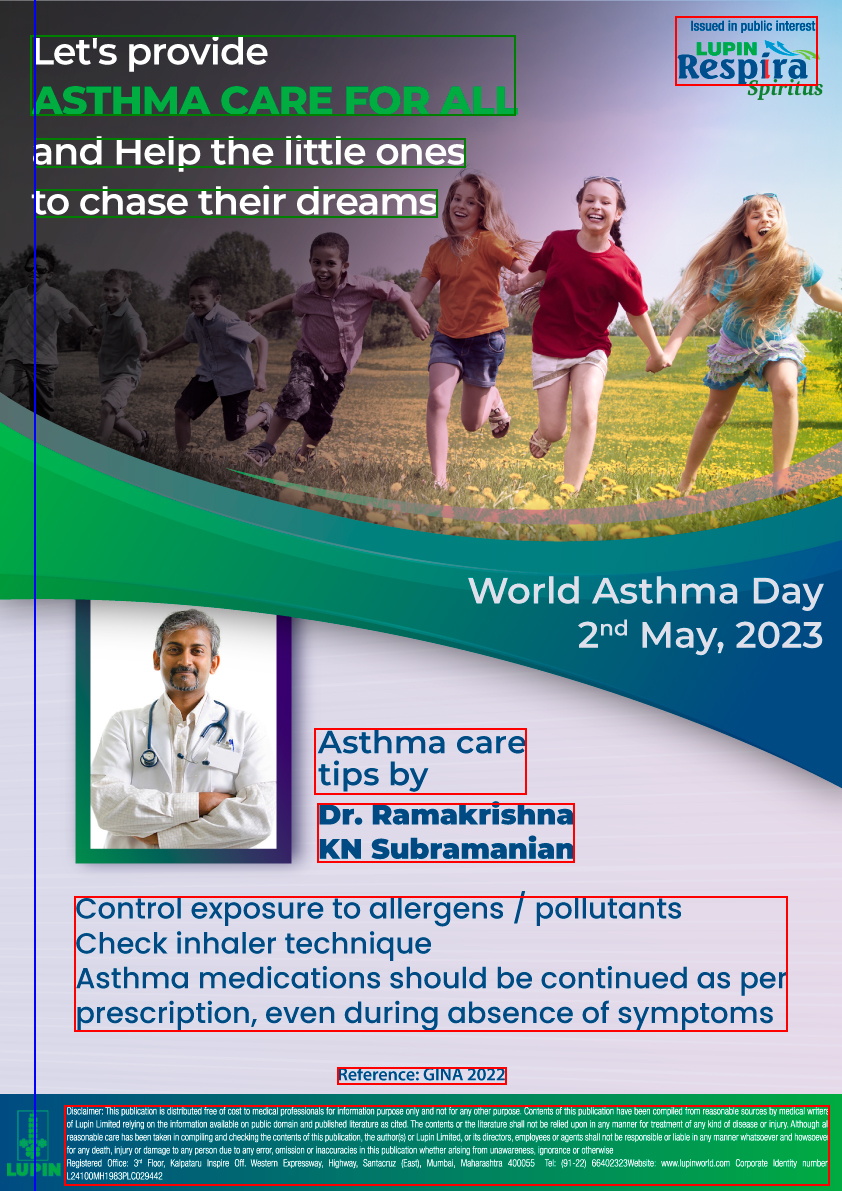 Let's provide
ASTHMA CARE FOR ALL
and Help the little ones
to chase their dreams
Issued in public interest
LUPIN
Respira
Spiritus
World Asthma Day
2nd May, 2023
Asthma care
tips by
Dr. Ramakrishna
KN Subramanian
Control exposure to allergens / pollutants
Check inhaler technique
Asthma medications should be continued as per
prescription, even during absence of symptoms
Reference: GINA 2022
Disclaimer: This publication is distributed free of cost to medical professionals for information purpose only and not for any other purpose. Contents of this publication have been compiled from reasonable sources by medical writers
of Lupin Limited relying on the information available on public domain and published literature as cited. The contents or the literature shall not be relied upon in any manner for treatment of any kind of disease or injury. Although all
reasonable care has been taken in compiling and checking the contents of this publication, the author(s) or Lupin Limited, or its directors, employees or agents shall not be responsible or liable in any manner whatsoever and howsoever
for any death, injury or damage to any person due to any error, omission or inaccuracies in this publication whether arising from unawareness, ignorance or otherwise
Registered Office: 3rd Floor, Kalpataru Inspire Off. Western Expressway, Highway, Santacruz (East), Mumbai, Maharashtra 400055 Tel: (91-22) 66402323Website: www.lupinworld.com Corporate Identity number
L24100MH1983PLC029442
LUPIN